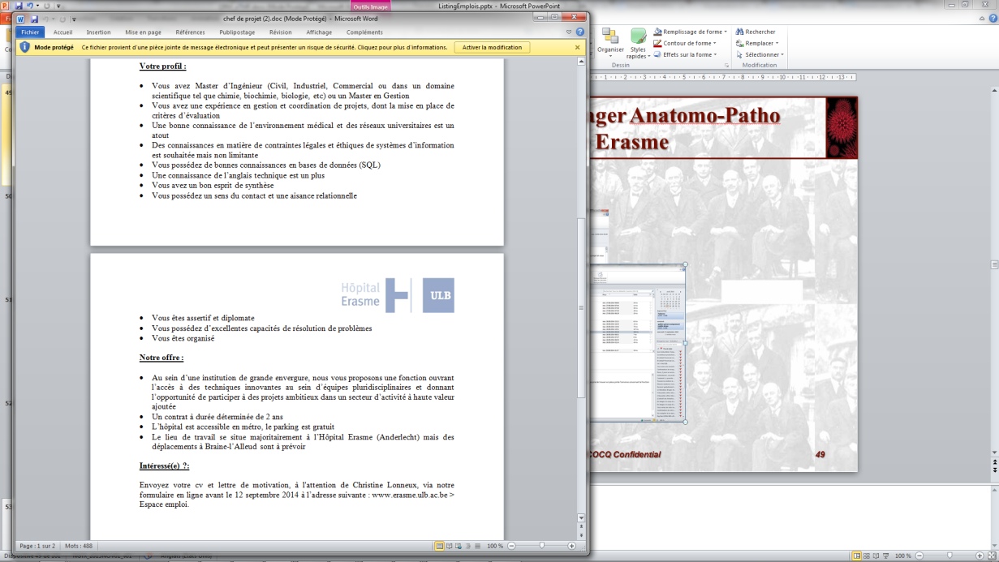 Outils Image
ListingEmplois.pptx - Microsoft PowerPoint
chef de projet (2).doc (Mode Protégé) - Microsoft Word
Fichier Accueil Insertion Mise en page Références Publipostage Révision Affichage Compléments
Mode protégé Ce fichier provient d'une pièce jointe de message électronique et peut présenter un risque de sécurité. Cliquez pour plus d'informations. Activer la modification
Votre profil :
• Vous avez Master d'Ingénieur (Civil, Industriel, Commercial ou dans un domaine
scientifique tel que chimie, biochimie, biologie, etc) ou un Master en Gestion
• Vous avez une expérience en gestion et coordination de projets, dont la mise en place de
critères d'évaluation
• Une bonne connaissance de l'environnement médical et des réseaux universitaires est un
atout
• Des connaissances en matière de contraintes légales et éthiques de systèmes d'information
est souhaitée mais non limitante
• Vous possédez de bonnes connaissances en bases de données (SQL)
• Une connaissance de l'anglais technique est un plus
• Vous avez un bon esprit de synthèse
• Vous possédez un sens du contact et une aisance relationnelle
Hôpital
Erasme
ULB
• Vous êtes assertif et diplomate
• Vous possédez d'excellentes capacités de résolution de problèmes
• Vous êtes organisé
Notre offre :
• Au sein d'une institution de grande envergure, nous vous proposons une fonction ouvrant
l'accès à des techniques innovantes au sein d'équipes pluridisciplinaires et donnant
l'opportunité de participer à des projets ambitieux dans un secteur d'activité à haute valeur
ajoutée
• Un contrat à durée déterminée de 2 ans
• L'hôpital est accessible en métro, le parking est gratuit
• Le lieu de travail se situe majoritairement à l'Hôpital Erasme (Anderlecht) mais des
déplacements à Braine-l'Alleud sont à prévoir
Intéressé(e) ?:
Envoyez votre cv et lettre de motivation, à l'attention de Christine Lonneux, via notre
formulaire en ligne avant le 12 septembre 2014 à l'adresse suivante : www.erasme.ulb.ac.be >
Espace emploi.
Page : 1 sur 2 Mots : 488
100 %
Organiser
Styles
rapides
Remplissage de forme
Contour de forme
Effets sur la forme
Dessin
Rechercher
Remplacer
Sélectionner
Modification
1 2 3 4 5 6 7 8 9 10 11 12 13
ager Anatomo-Patho
Erasme
COCQ Confidential
49
100 %